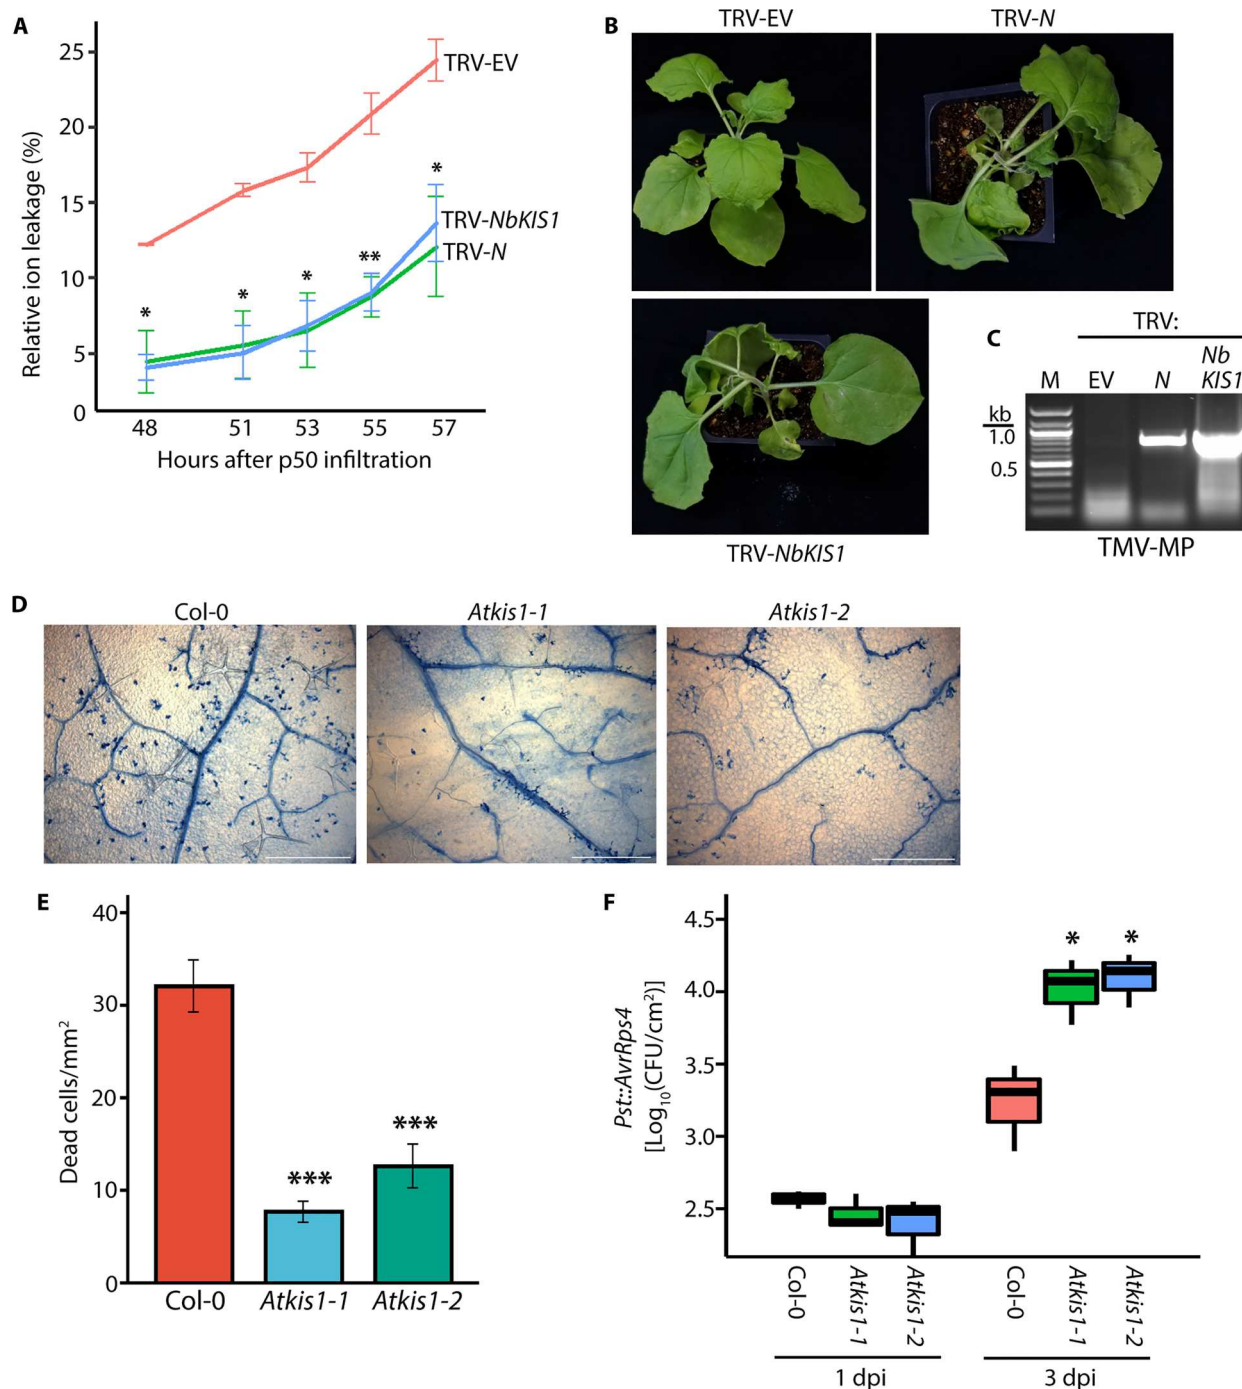 A
25
20
15
10
5
0
Relative ion leakage (%)
TRV-EV
TRV-NbKIS1
TRV-N
*
*
*
**
*
48 51 53 55 57
Hours after p50 infiltration
B
TRV-EV
TRV-N
TRV-NbKIS1
C
TRV:
M EV N Nb
KIS1
kb
1.0
0.5
TMV-MP
D
Col-0 Atkis1-1 Atkis1-2
E
40
30
20
10
0
Dead cells/mm²
***
***
Col-0 Atkis1-1 Atkis1-2
F
4.5
4.0
3.5
3.0
2.5
Pst::AvrRps4
[Log₁₀(CFU/cm²)]
* *
Col-0 Atkis1-1 Atkis1-2 Col-0 Atkis1-1 Atkis1-2
1 dpi 3 dpi